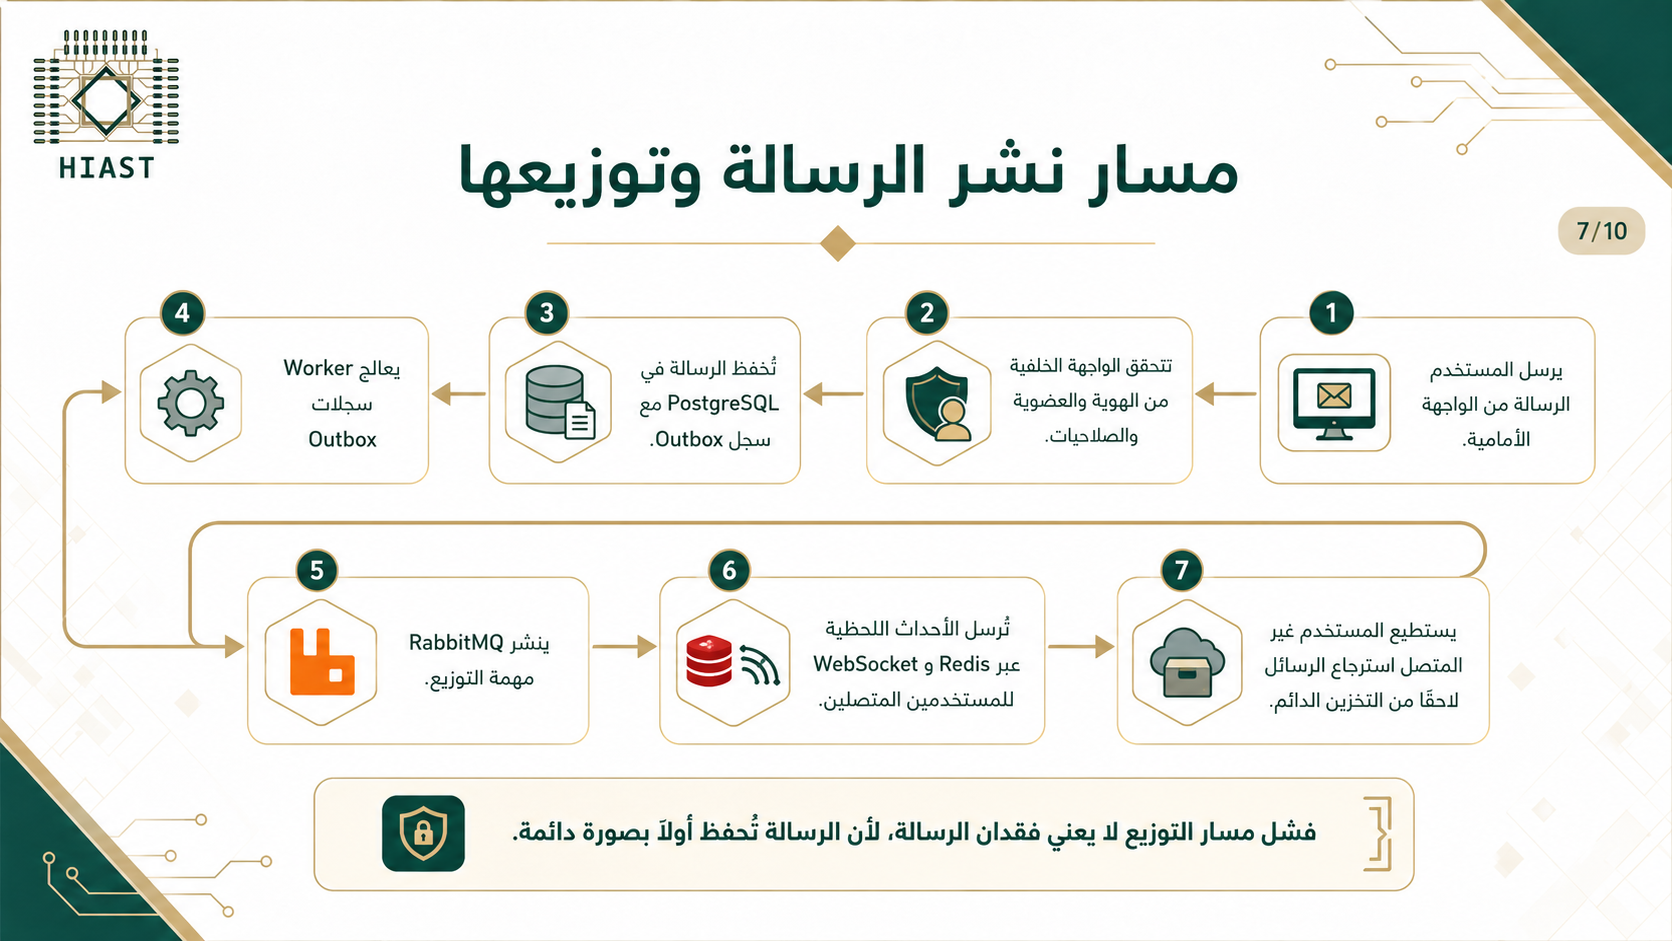 HIAST
مسار نشر الرسالة وتوزيعها
7/10
1
يرسل المستخدم
الرسالة من الواجهة
الأمامية.
2
تتحقق الواجهة الخلفية
من الهوية والعضوية
والصلاحيات.
3
تُخفظ الرسالة في
PostgreSQL مع
سجل Outbox.
4
يعالج Worker
سجلات
Outbox
5
ينشر RabbitMQ
مهمة التوزيع.
6
تُرسل الأحداث اللحظية
عبر Redis و WebSocket
للمستخدمين المتصلين.
7
يستطيع المستخدم غير
المتصل استرجاع الرسائل
لاحقًا من التخزين الدائم.
فشل مسار التوزيع لا يعني فقدان الرسالة، لأن الرسالة تُحفظ أولاً بصورة دائمة.